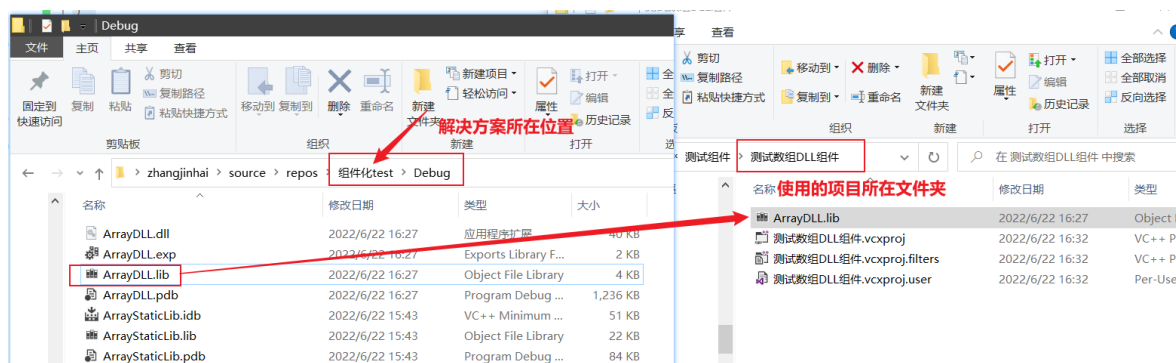 Debug
文件
主页
共享
查看
固定到
快速访问
复制
粘贴
剪切
复制路径
粘贴快捷方式
剪贴板
移动到
复制到
删除
重命名
组织
新建
文件夹
新建项目
轻松访问
新建
属性
打开
编辑
历史记录
打开
解决方案所在位置
zhangjinhai
source
repos
组件化test
Debug
名称
修改日期
类型
大小
ArrayDLL.dll 2022/6/22 16:27 应用程序扩展 40 KB
ArrayDLL.exp 2022/6/22 16:27 Exports Library F... 2 KB
ArrayDLL.lib 2022/6/22 16:27 Object File Library 4 KB
ArrayDLL.pdb 2022/6/22 16:27 Program Debug ... 1,236 KB
ArrayStaticLib.idb 2022/6/22 15:43 VC++ Minimum ... 51 KB
ArrayStaticLib.lib 2022/6/22 15:43 Object File Library 22 KB
ArrayStaticLib.pdb 2022/6/22 15:43 Program Debug ... 84 KB
查看
剪切
复制路径
粘贴快捷方式
移动到
复制到
删除
重命名
组织
新建
文件夹
新建
属性
打开
编辑
历史记录
打开
全部选择
全部取消
反向选择
选择
测试组件
测试数组DLL组件
在 测试数组DLL组件 中搜索
使用的项目所在文件夹
名称
修改日期
类型
ArrayDLL.lib 2022/6/22 16:27 Object
测试数组DLL组件.vcxproj 2022/6/22 16:32 VC++ P
测试数组DLL组件.vcxproj.filters 2022/6/22 16:32 VC++ P
测试数组DLL组件.vcxproj.user 2022/6/22 16:32 Per-Use